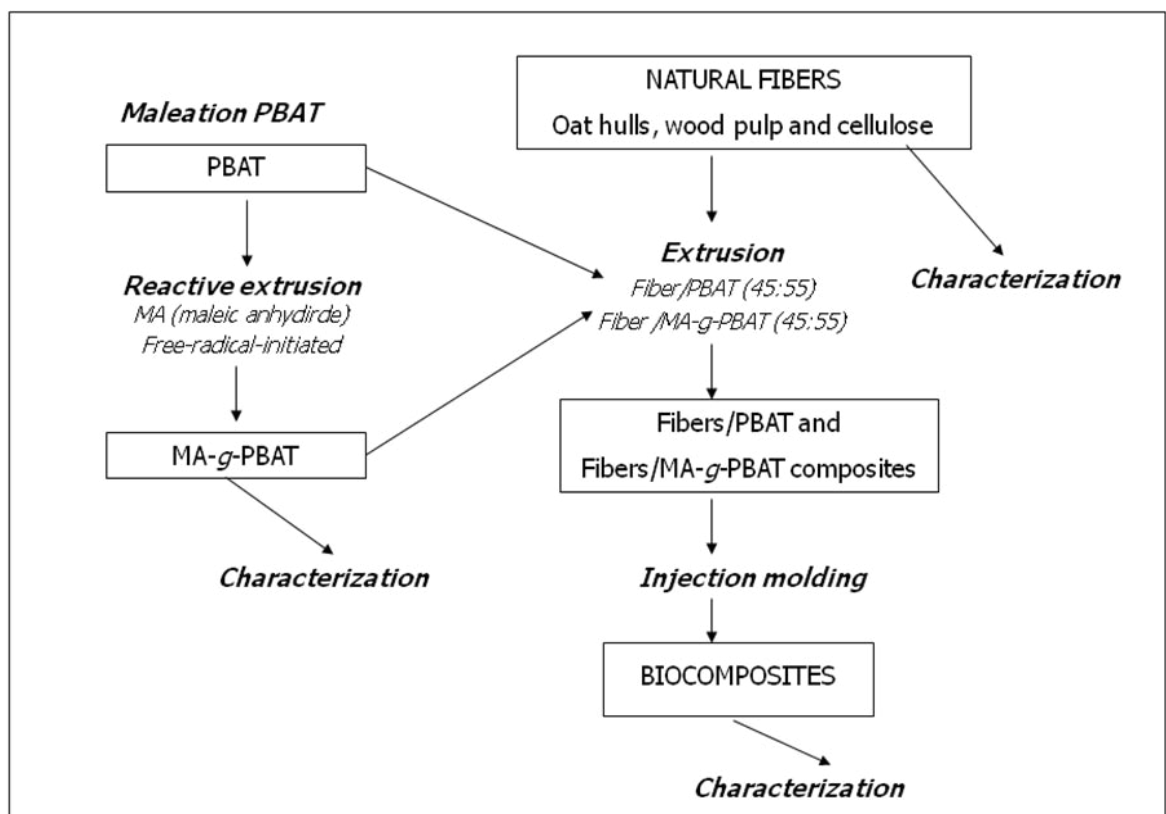 Maleation PBAT
PBAT
Reactive extrusion
MA (maleic anhydirde)
Free-radical-initiated
MA-g-PBAT
Characterization
NATURAL FIBERS
Oat hulls, wood pulp and cellulose
Characterization
Extrusion
Fiber/PBAT (45:55)
Fiber /MA-g-PBAT (45:55)
Fibers/PBAT and
Fibers/MA-g-PBAT composites
Injection molding
BIOCOMPOSITES
Characterization